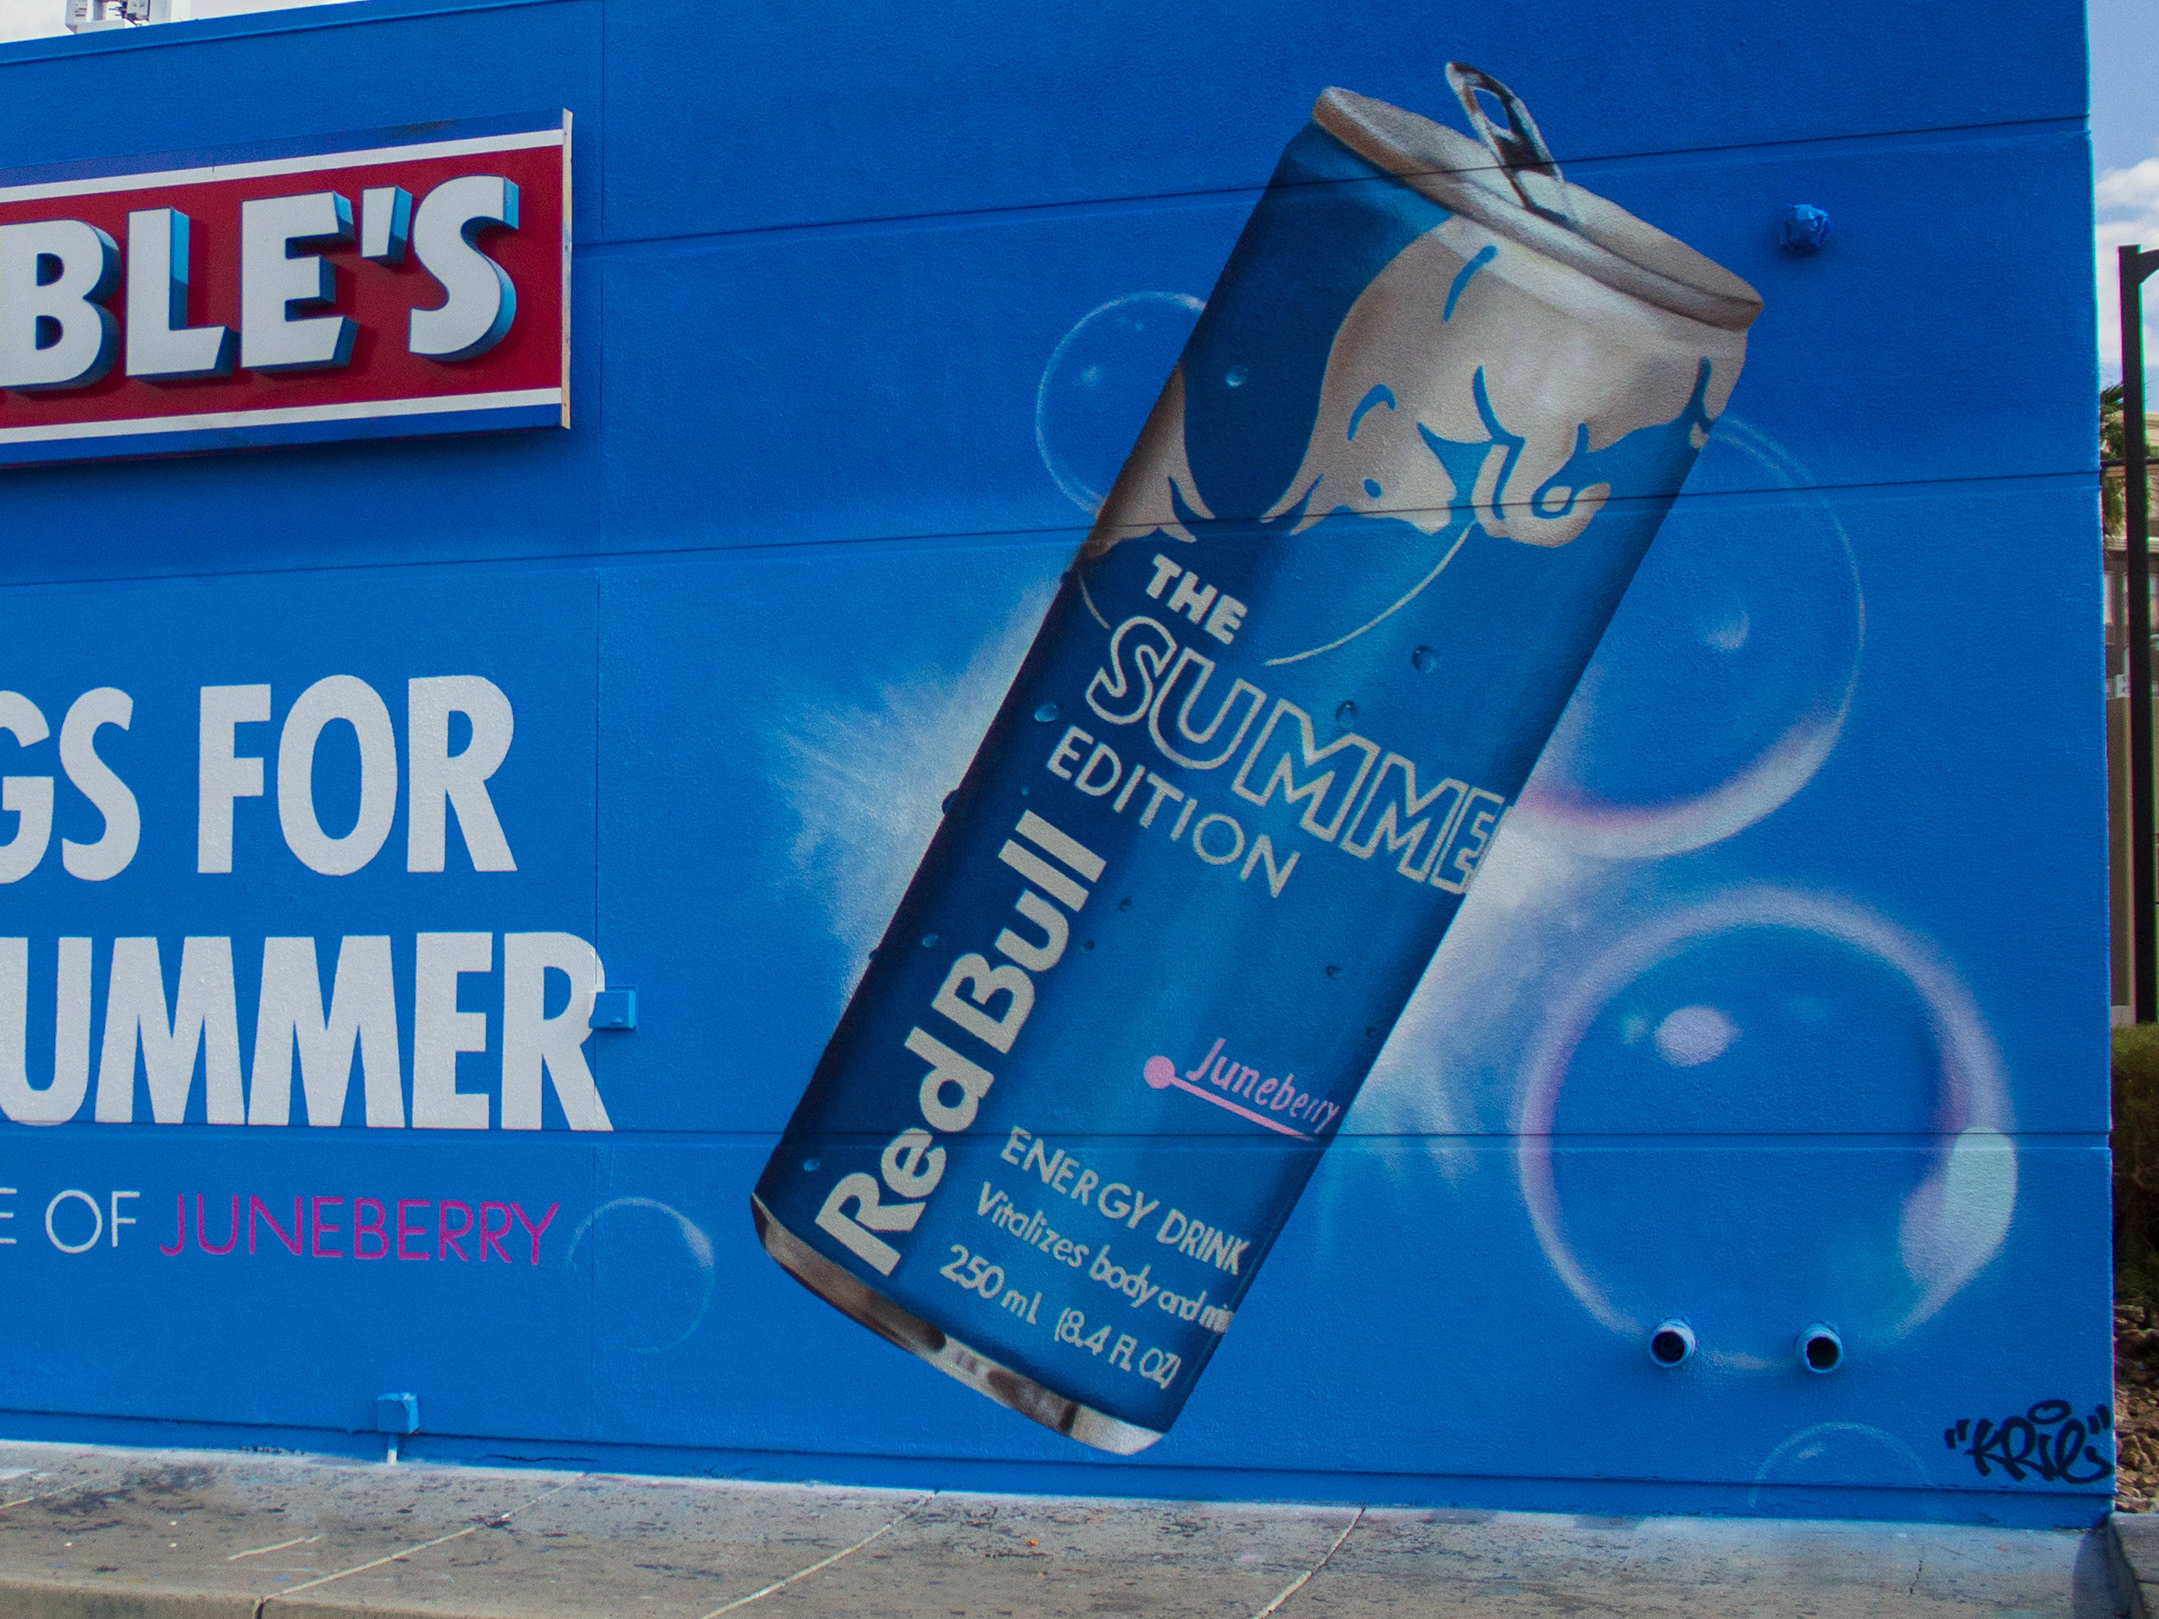 BLE'S
GS FOR
UMMER
E OF JUNEBERRY
THE
SUMME
EDITION
Red Bull
Juneberry
ENERGY DRINK
Vitalizes body and min
250 mL (8.4 FL OZ)